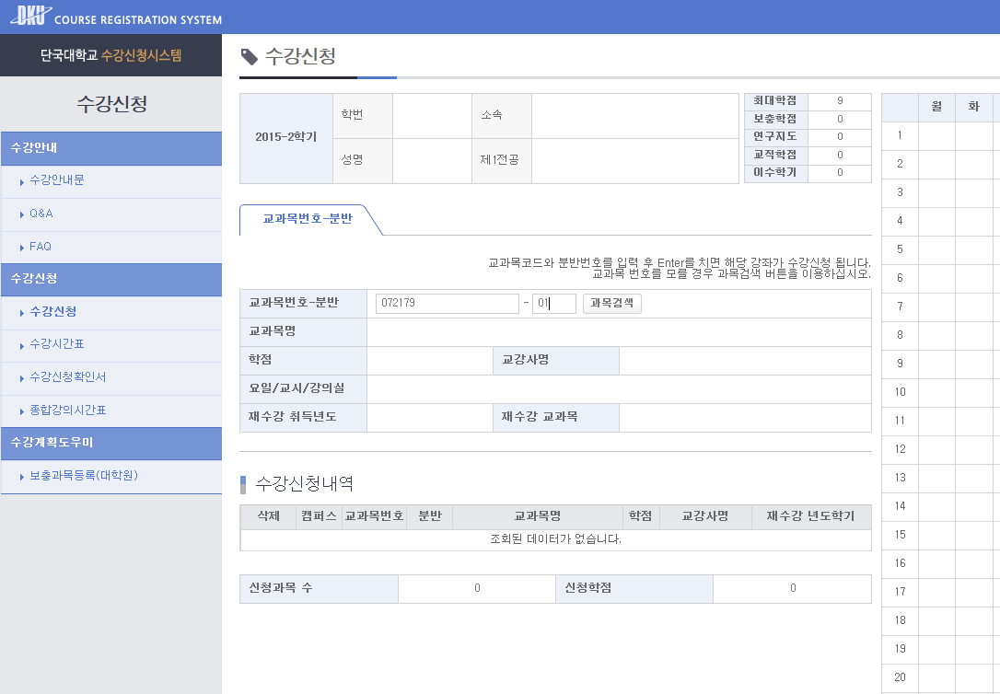 DKU COURSE REGISTRATION SYSTEM
단국대학교 수강신청시스템
수강신청
수강안내
수강안내문
Q&A
FAQ
수강신청
수강신청
수강시간표
수강신청확인서
종합강의시간표
수강계획도우미
보충과목등록(대학원)
수강신청
2015-2학기
학번
소속
성명
제1전공
최대학점 9
보충학점 0
연구지도 0
교직학점 0
이수학기 0
교과목번호-분반
교과목코드와 분반번호를 입력 후 Enter를 치면 해당 강좌가 수강신청 됩니다.
교과목 번호를 모를 경우 과목검색 버튼을 이용하십시오.
교과목번호-분반 072179 - 01 과목검색
교과목명
학점 교강사명
요일/교시/강의실
재수강 취득년도 재수강 교과목
수강신청내역
삭제 캠퍼스 교과목번호 분반 교과목명 학점 교강사명 재수강 년도학기
조회된 데이터가 없습니다.
신청과목 수 0 신청학점 0
월 화
1
2
3
4
5
6
7
8
9
10
11
12
13
14
15
16
17
18
19
20